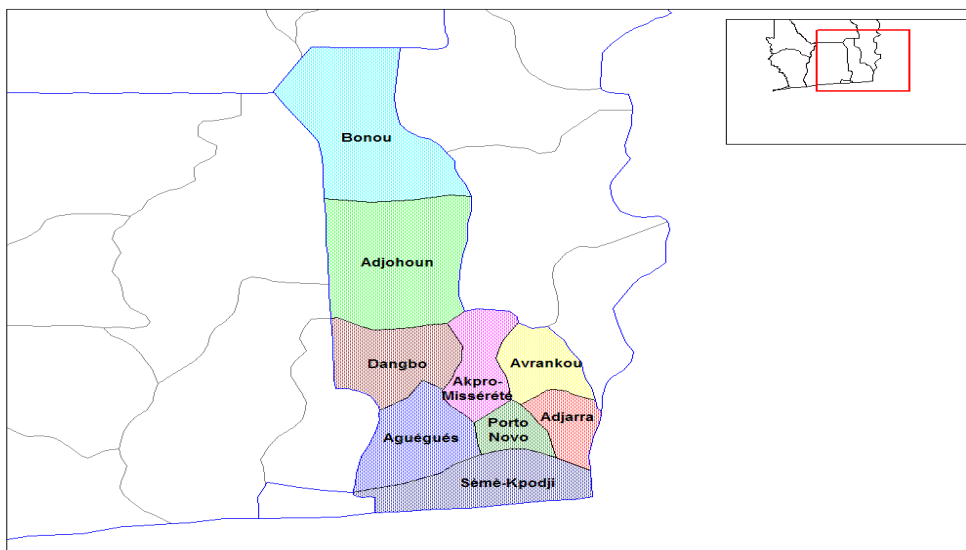 Bonou
Adjohoun
Dangbo
Akpro-
Missérété
Avrankou
Adjarra
Porto
Novo
Aguégués
Sèmè-Kpodji